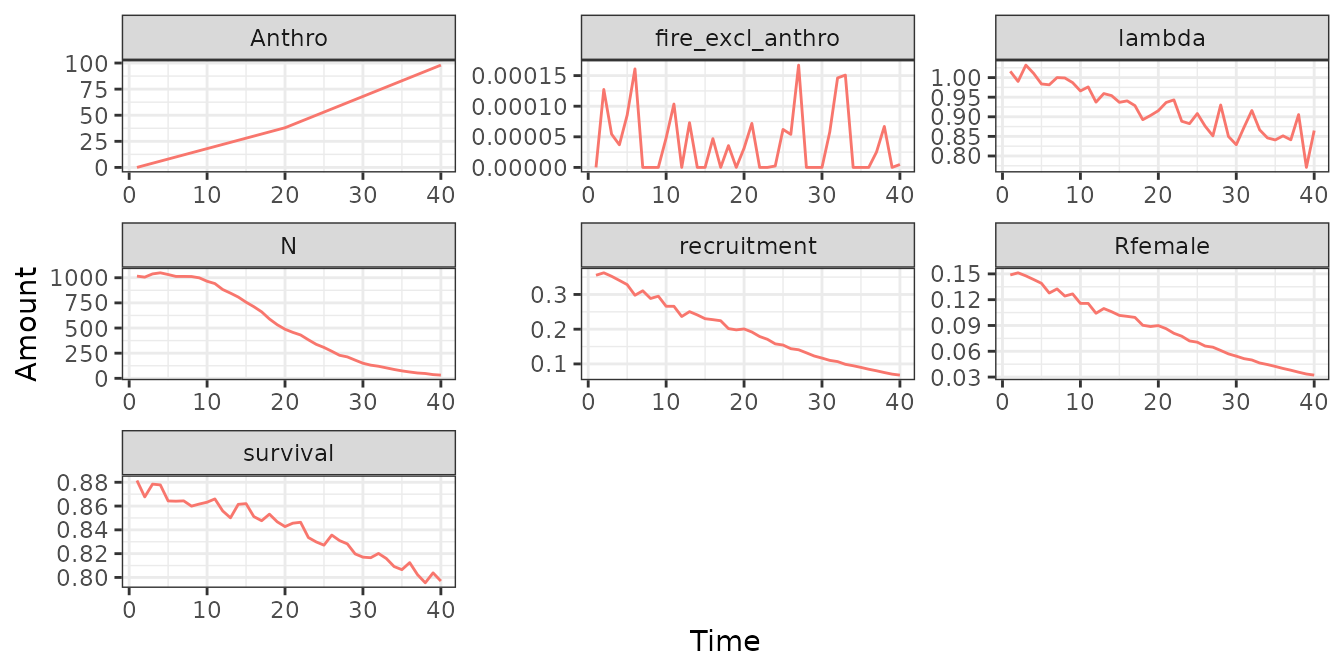 Anthro
100
75
50
25
0
0 10 20 30 40
fire_excl_anthro
0.00015
0.00010
0.00005
0.00000
0 10 20 30 40
lambda
1.00
0.95
0.90
0.85
0.80
0 10 20 30 40
N
1000
750
500
250
0
0 10 20 30 40
recruitment
0.3
0.2
0.1
0 10 20 30 40
Rfemale
0.15
0.12
0.09
0.06
0.03
0 10 20 30 40
survival
0.88
0.86
0.84
0.82
0.80
0 10 20 30 40
Amount
Time